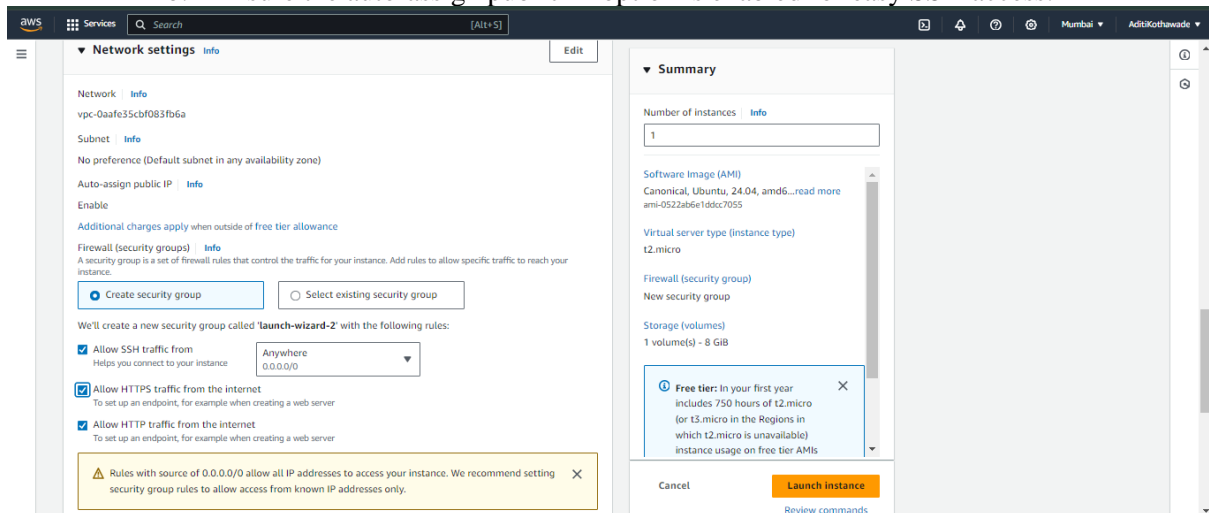 aws Services Search [Alt+S] Mumbai AditiKothawade
Network settings Info Edit
Network Info
vpc-0aafe35cbf083fb6a
Subnet Info
No preference (Default subnet in any availability zone)
Auto-assign public IP Info
Enable
Additional charges apply when outside of free tier allowance
Firewall (security groups) Info
A security group is a set of firewall rules that control the traffic for your instance. Add rules to allow specific traffic to reach your
instance.
Create security group Select existing security group
We'll create a new security group called 'launch-wizard-2' with the following rules:
Allow SSH traffic from
Helps you connect to your instance
Anywhere
0.0.0.0/0
Allow HTTPS traffic from the internet
To set up an endpoint, for example when creating a web server
Allow HTTP traffic from the internet
To set up an endpoint, for example when creating a web server
Rules with source of 0.0.0.0/0 allow all IP addresses to access your instance. We recommend setting
security group rules to allow access from known IP addresses only.
Summary
Number of instances Info
1
Software Image (AMI)
Canonical, Ubuntu, 24.04, amd6...read more
ami-0522ab6e1ddcc7055
Virtual server type (instance type)
t2.micro
Firewall (security group)
New security group
Storage (volumes)
1 volume(s) - 8 GiB
Free tier: In your first year
includes 750 hours of t2.micro
(or t3.micro in the Regions in
which t2.micro is unavailable)
instance usage on free tier AMIs
Cancel Launch instance
Review commands